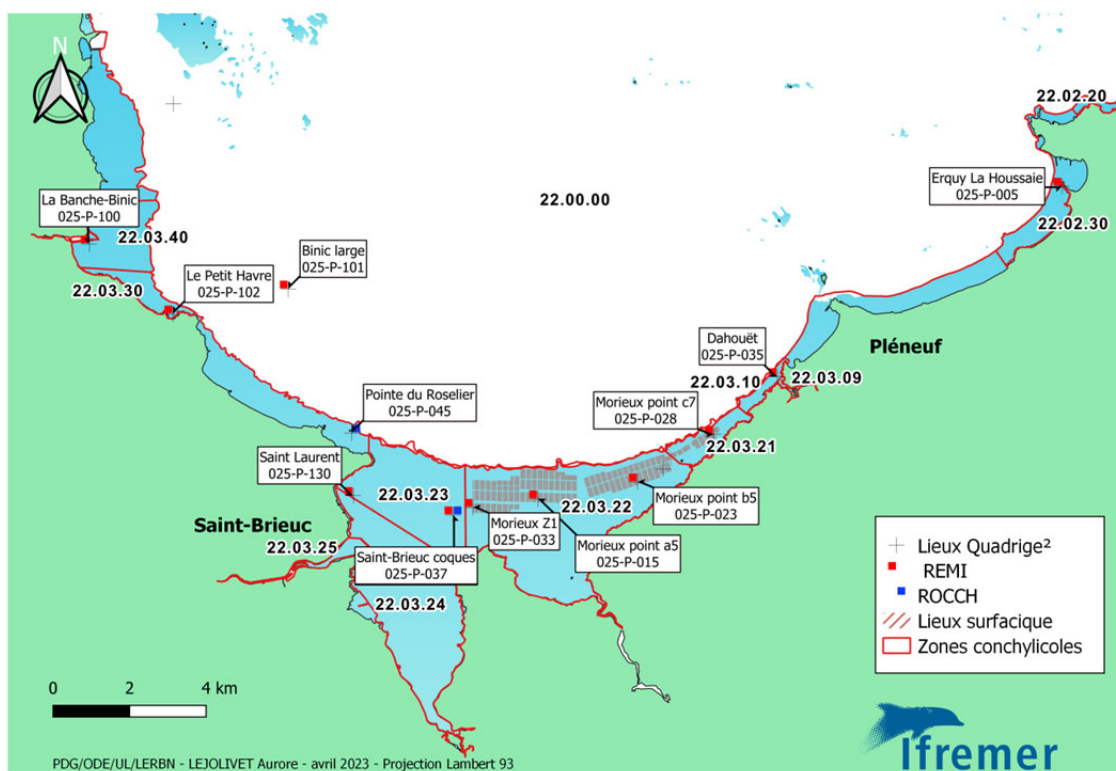 N
22.02.20
Erquy La Houssaie
025-P-005
22.02.30
La Banche-Binic
025-P-100
22.03.40
22.00.00
Binic large
025-P-101
22.03.30
Le Petit Havre
025-P-102
Dahouët
025-P-035
Pléneuf
22.03.10
22.03.09
Pointe du Roselier
025-P-045
Morieux point c7
025-P-028
22.03.21
Saint Laurent
025-P-130
22.03.23
22.03.22
Morieux point b5
025-P-023
Saint-Brieuc
22.03.25
Saint-Brieuc coques
025-P-037
Morieux Z1
025-P-033
Morieux point a5
025-P-015
22.03.24
Lieux Quadrige²
REMI
ROCCH
Lieux surfacique
Zones conchylicoles
0 2 4 km
Ifremer
PDG/ODE/UL/LERBN - LEJOLIVET Aurore - avril 2023 - Projection Lambert 93